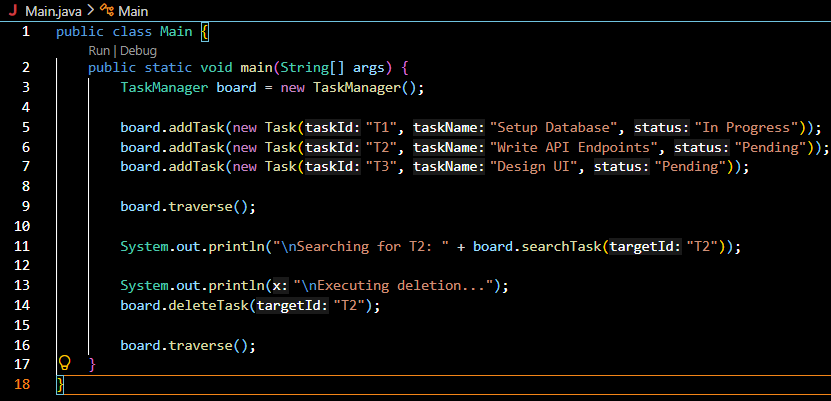 Main.java > Main
1 public class Main {
Run | Debug
2 public static void main(String[] args) {
3 TaskManager board = new TaskManager();
4
5 board.addTask(new Task(taskId: "T1", taskName: "Setup Database", status: "In Progress"));
6 board.addTask(new Task(taskId: "T2", taskName: "Write API Endpoints", status: "Pending"));
7 board.addTask(new Task(taskId: "T3", taskName: "Design UI", status: "Pending"));
8
9 board.traverse();
10
11 System.out.println("\nSearching for T2: " + board.searchTask(targetId: "T2"));
12
13 System.out.println(x: "\nExecuting deletion...");
14 board.deleteTask(targetId: "T2");
15
16 board.traverse();
17 }
18 }